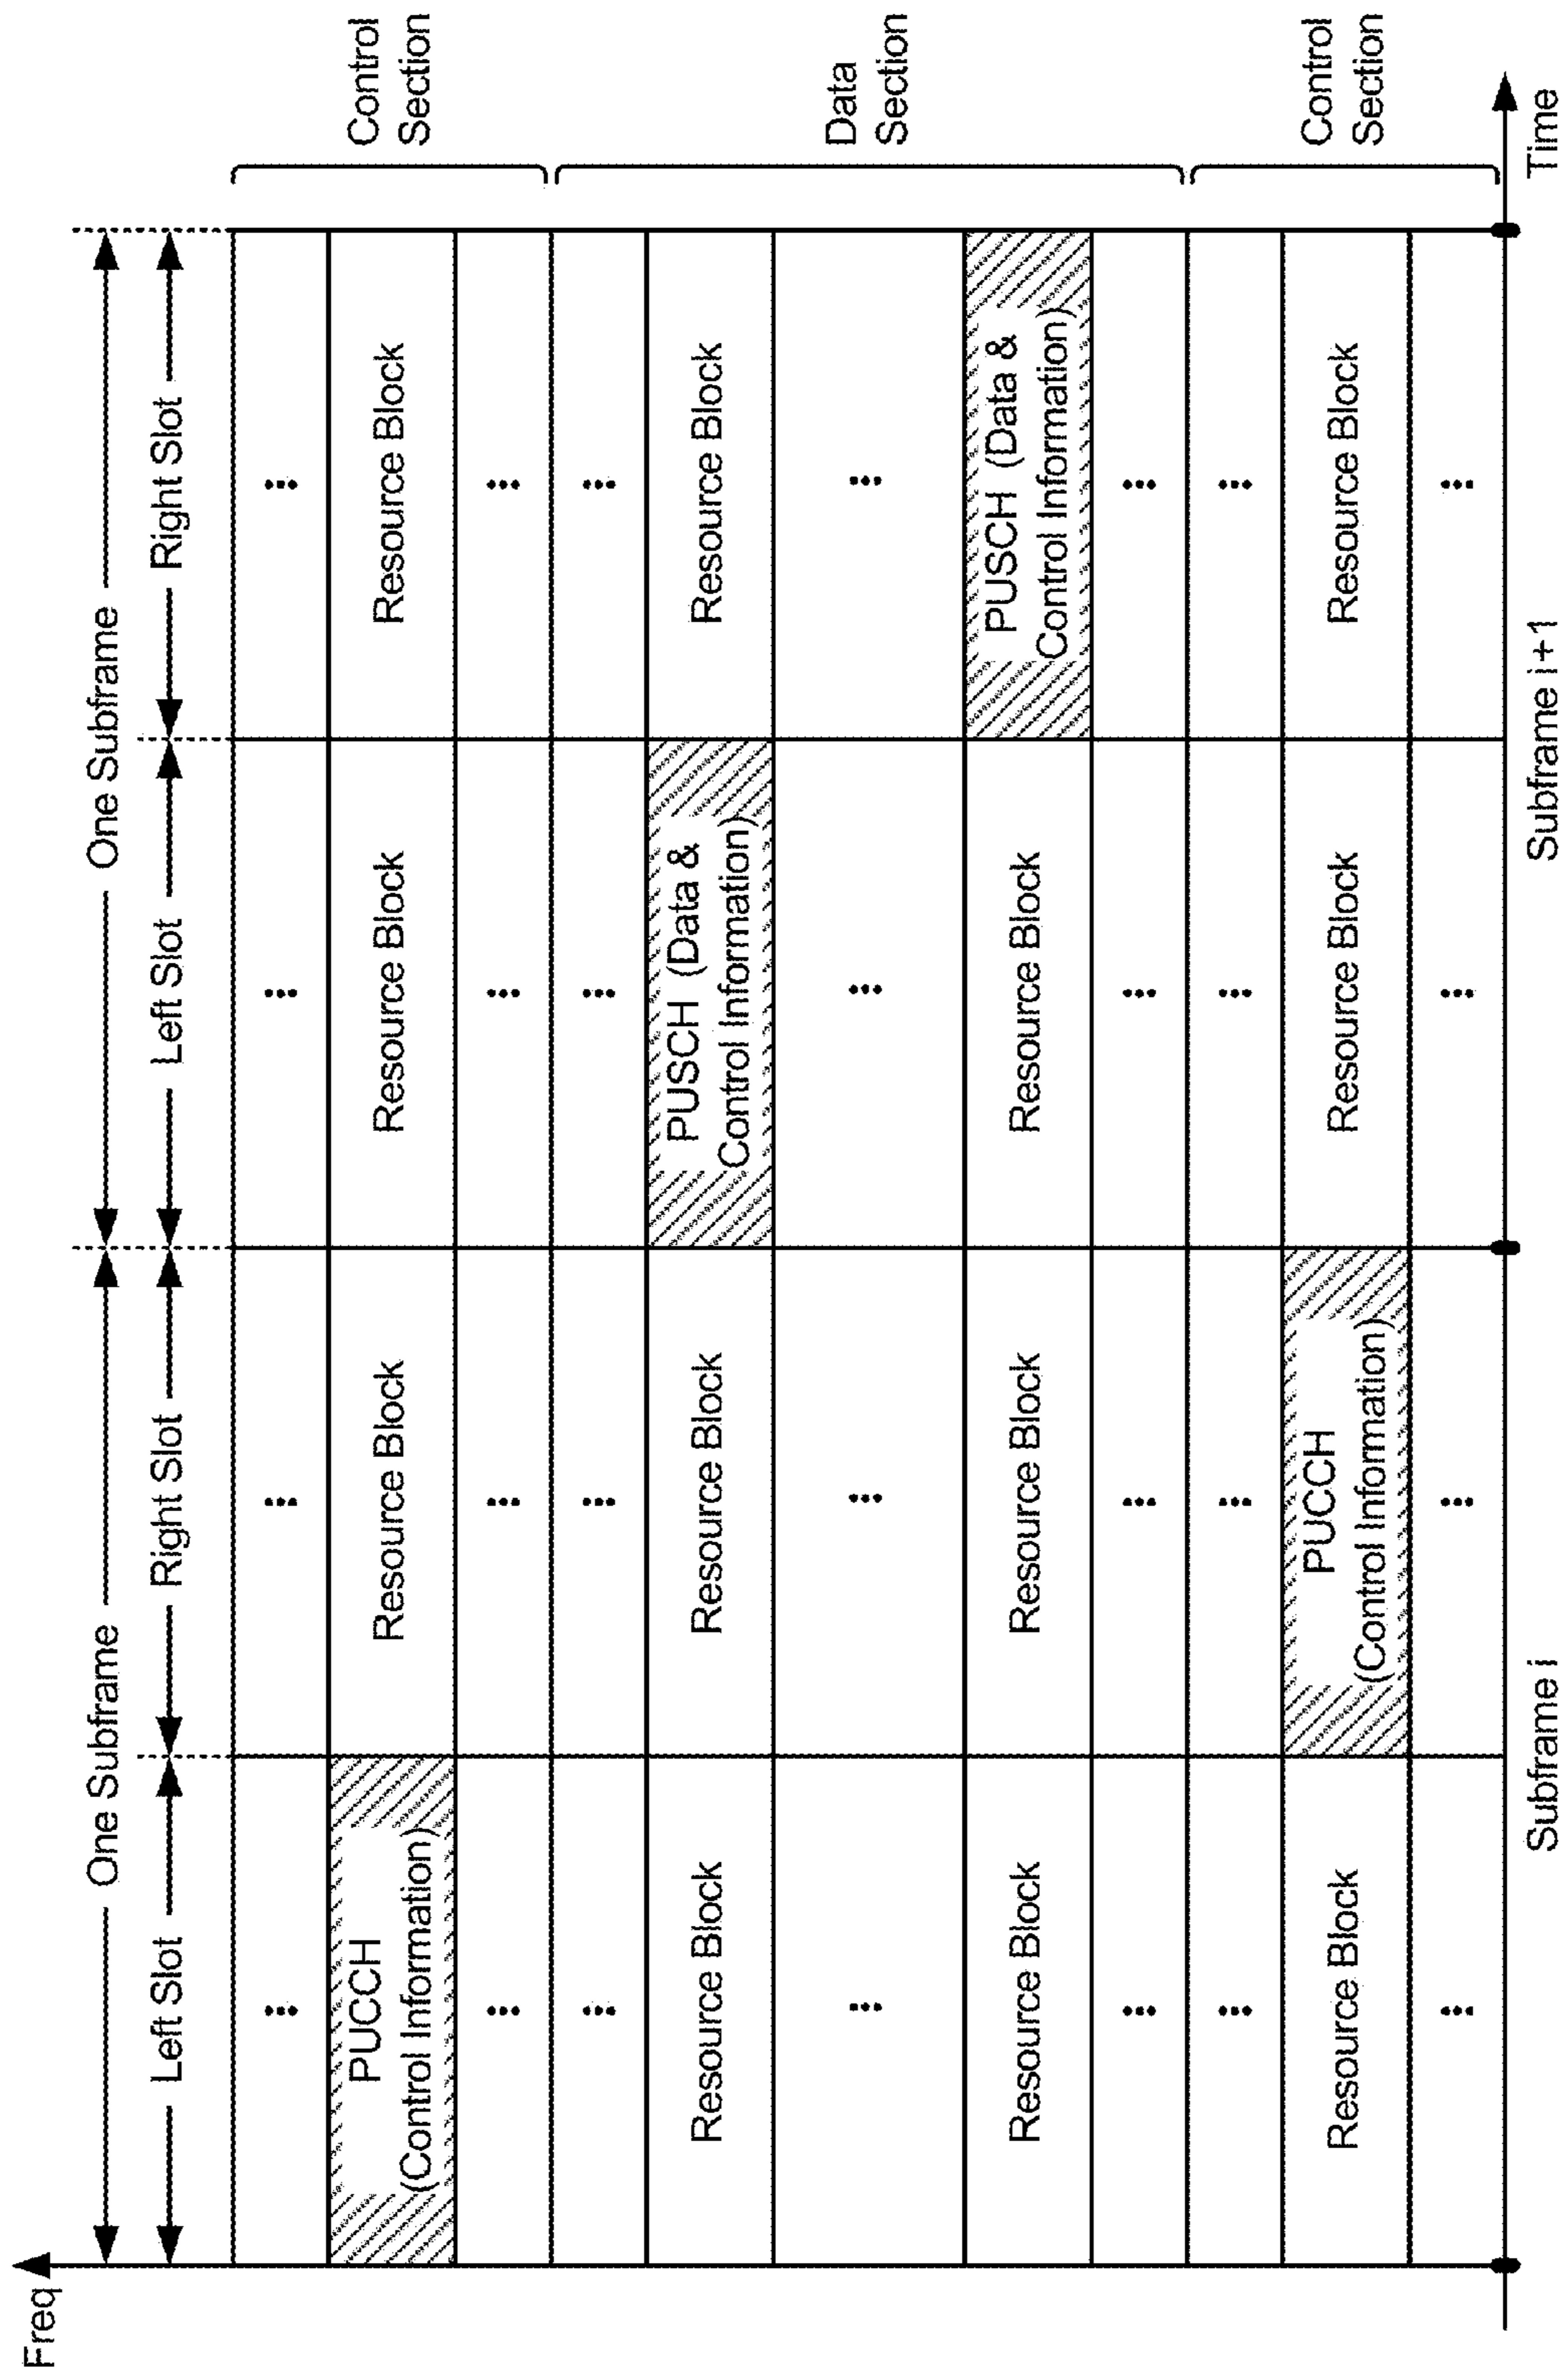 Freq
One Subframe
One Subframe
Left Slot
Right Slot
Left Slot
Right Slot
... ... ... ...
PUCCH
(Control Information)
Resource Block
Resource Block
Resource Block
Control
Section
... ... ... ...
... ... ... ...
Resource Block
Resource Block
PUSCH (Data &
Control Information)
Resource Block
... ... ... ...
Data
Section
Resource Block
Resource Block
Resource Block
PUSCH (Data &
Control Information)
... ... ... ...
... ... ... ...
Resource Block
PUCCH
(Control Information)
Resource Block
Resource Block
Control
Section
... ... ... ...
Subframe i
Subframe i+1
Time